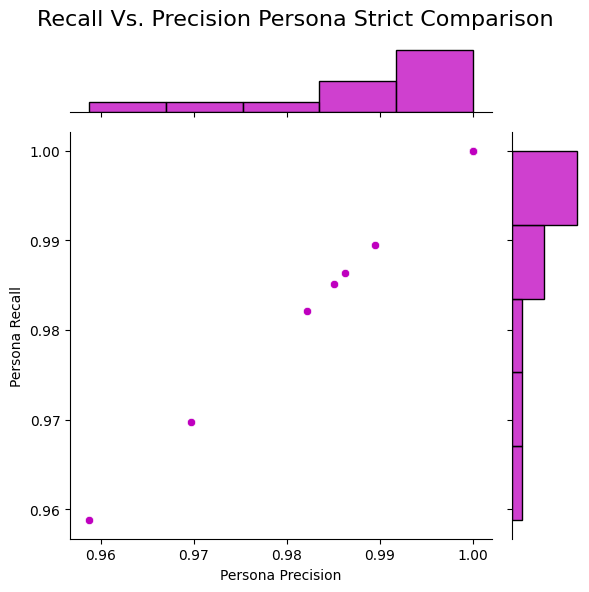 Recall Vs. Precision Persona Strict Comparison
1.00
0.99
0.98
0.97
0.96
Persona Recall
0.96 0.97 0.98 0.99 1.00
Persona Precision